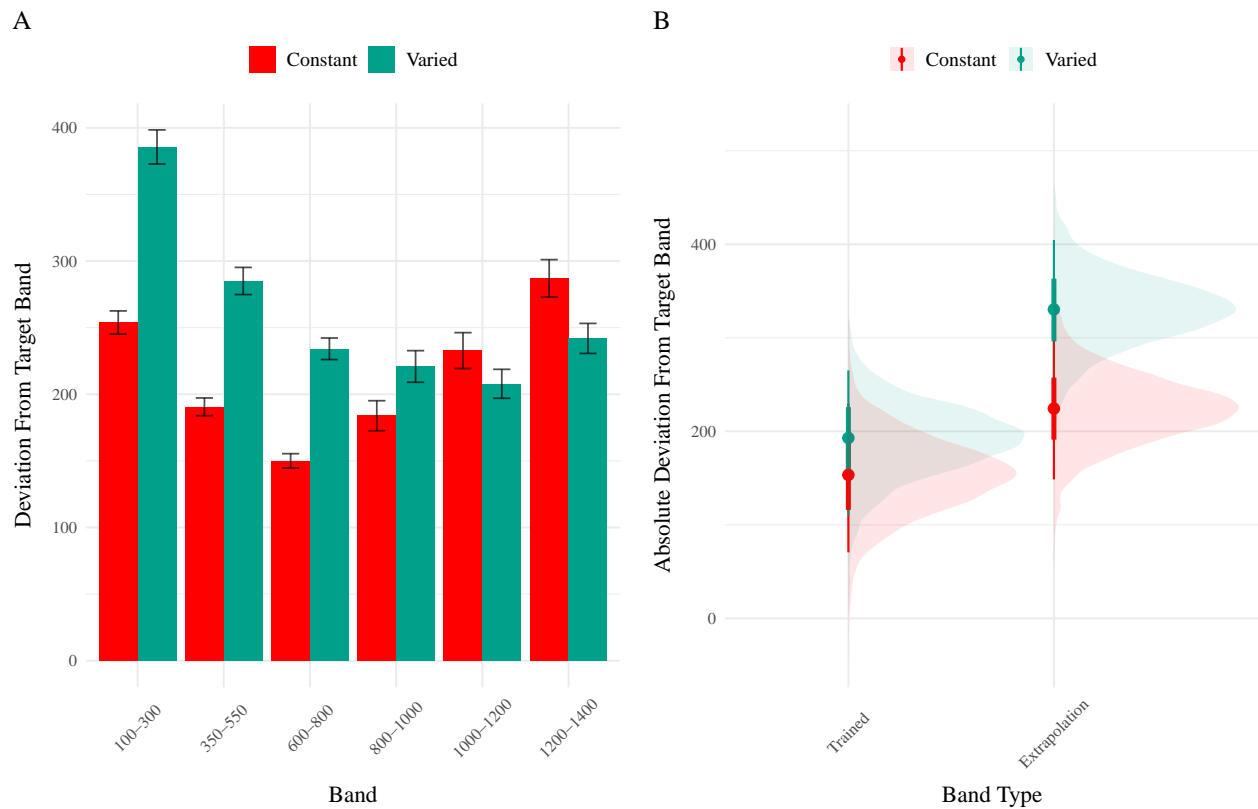 A
Constant
Varied
Deviation From Target Band
400
300
200
100
0
100–300
350–550
600–800
800–1000
1000–1200
1200–1400
Band
B
Constant
Varied
Absolute Deviation From Target Band
400
200
0
Trained
Extrapolation
Band Type